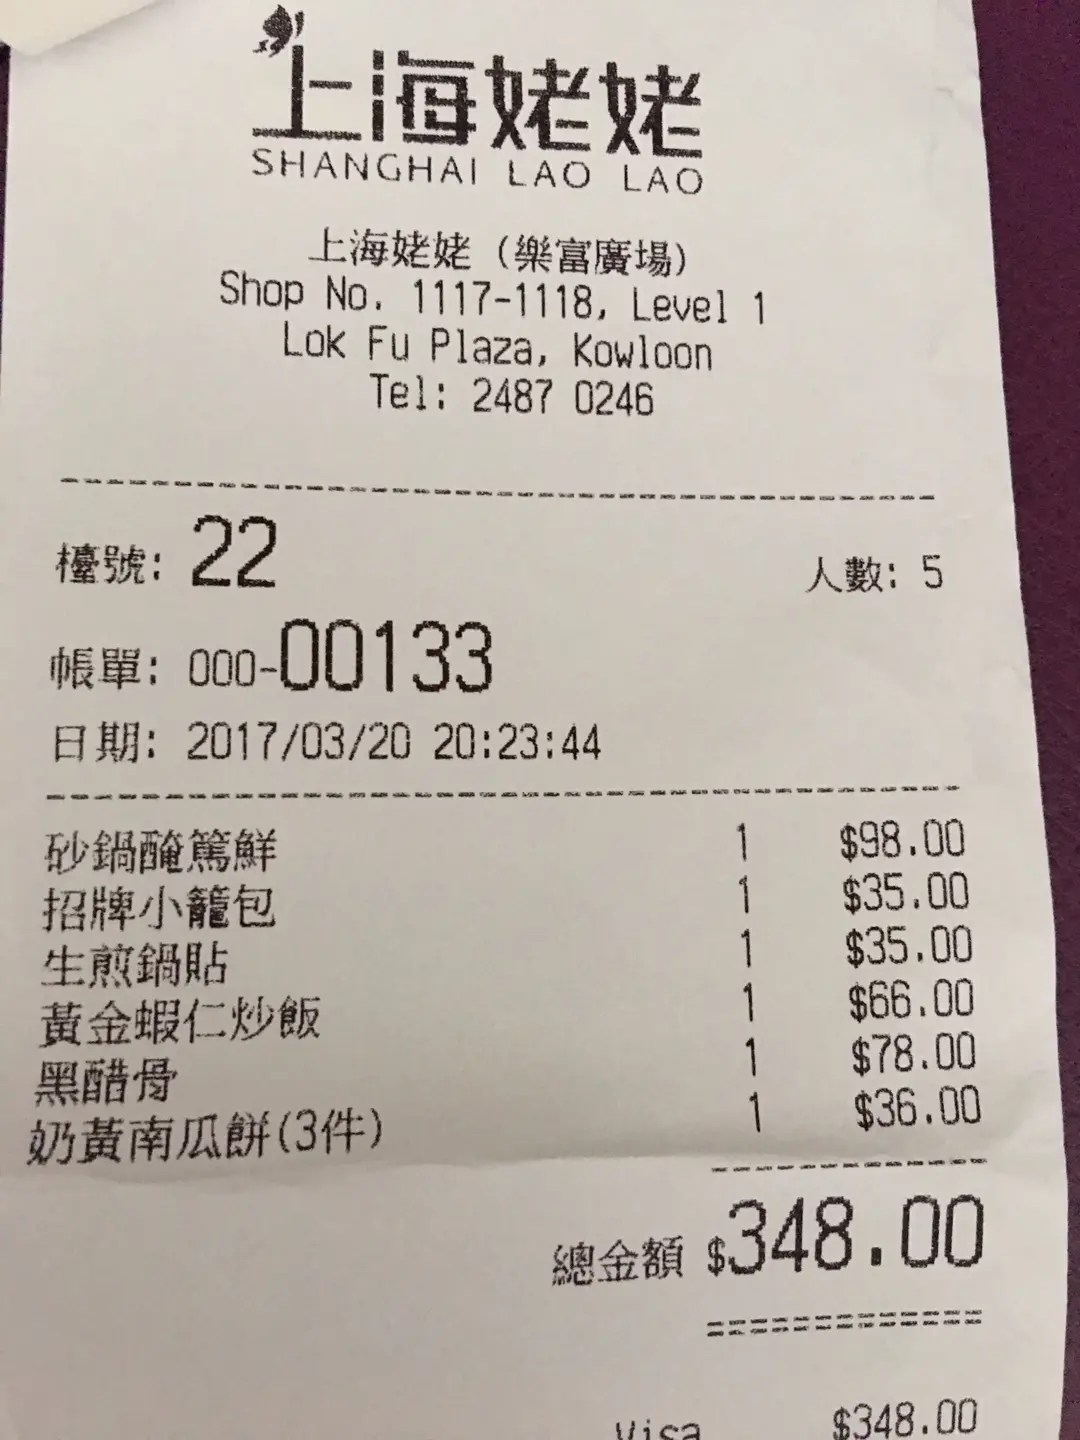 上海姥姥
SHANGHAI LAO LAO
上海姥姥 (樂富廣場)
Shop No. 1117-1118, Level 1
Lok Fu Plaza, Kowloon
Tel: 2487 0246
檯號: 22 人數: 5
帳單: 000-00133
日期: 2017/03/20 20:23:44
砂鍋醃篤鮮 1 $98.00
招牌小籠包 1 $35.00
生煎鍋貼 1 $35.00
黃金蝦仁炒飯 1 $66.00
黑醋骨 1 $78.00
奶黃南瓜餅(3件) 1 $36.00
總金額 $348.00
Visa $348.00